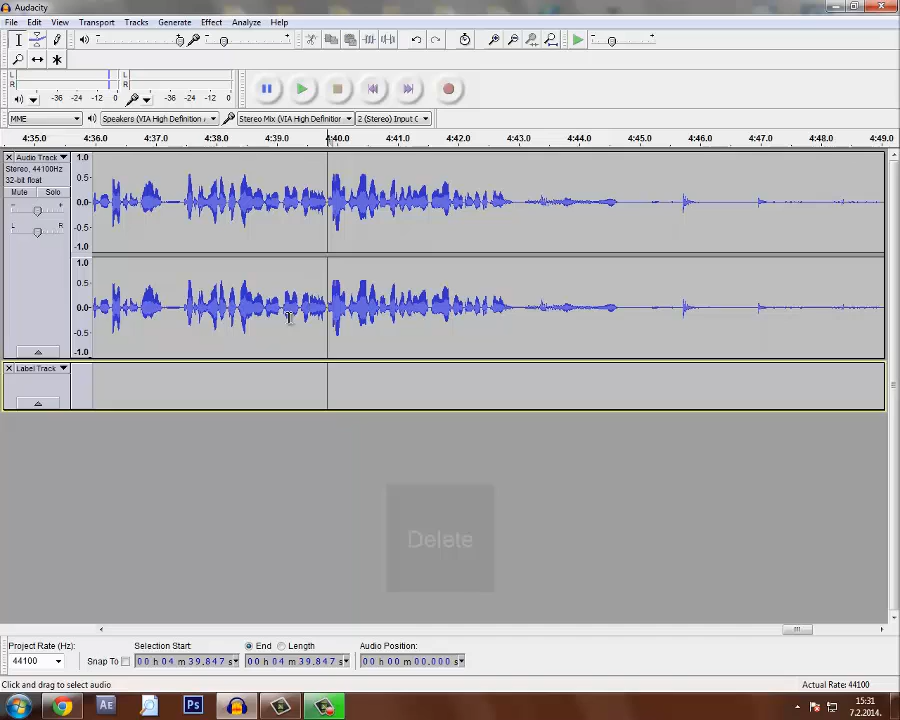 Audacity
File Edit View Transport Tracks Generate Effect Analyze Help
L
R
L
R
-36 -24 -12 0
-36 -24 -12 0
MME
Speakers (VIA High Definition
Stereo Mix (VIA High Definition
2 (Stereo) Input C
4:35.0 4:36.0 4:37.0 4:38.0 4:39.0 4:40.0 4:41.0 4:42.0 4:43.0 4:44.0 4:45.0 4:46.0 4:47.0 4:48.0 4:49.0
Audio Track
Stereo, 44100Hz
32-bit float
Mute Solo
- +
L R
1.0
0.5
0.0
-0.5
-1.0
1.0
0.5
0.0
-0.5
-1.0
Label Track
Delete
Project Rate (Hz):
44100
Snap To
Selection Start:
00 h 04 m 39.847 s
End
Length
00 h 04 m 39.847 s
Audio Position:
00 h 00 m 00.000 s
Click and drag to select audio
Actual Rate: 44100
Ae
Ps
15:31
7.2.2014.